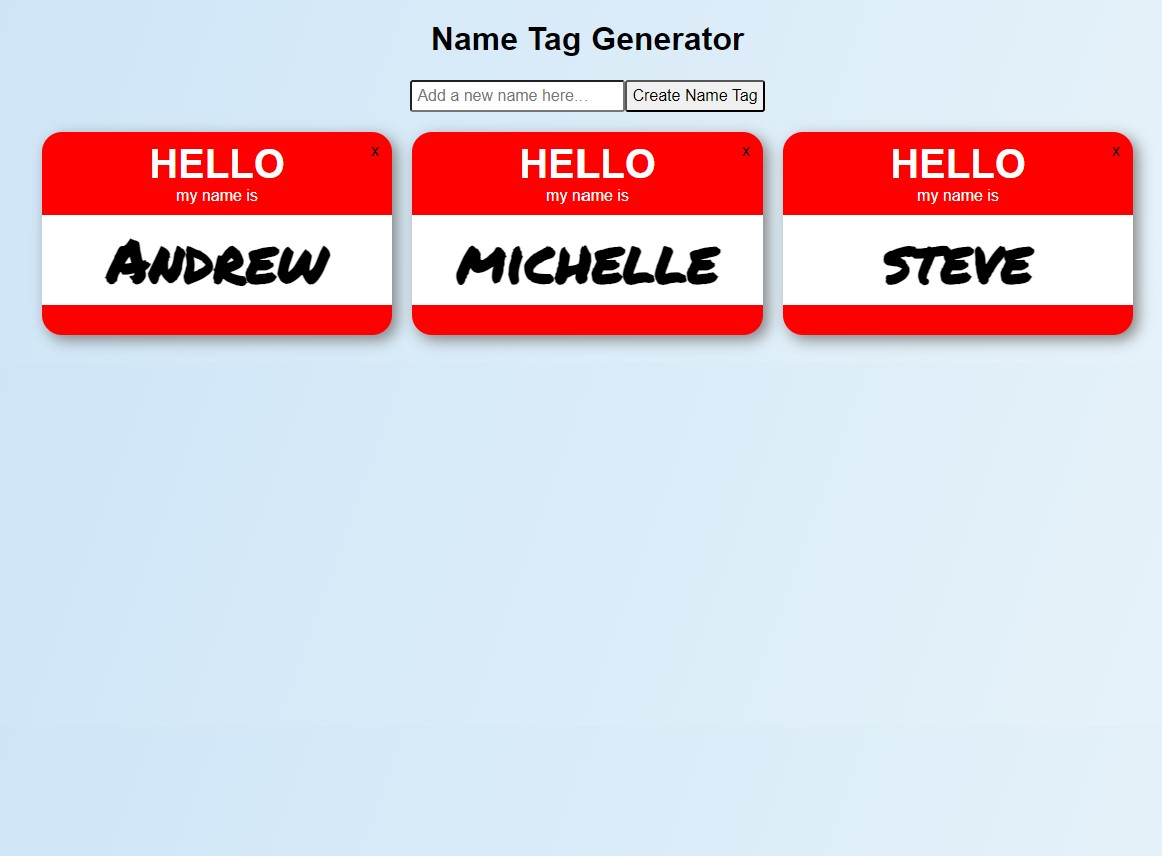 Name Tag Generator
Add a new name here...
Create Name Tag
HELLO
x
my name is
ANDREW
HELLO
x
my name is
MICHELLE
HELLO
x
my name is
STEVE